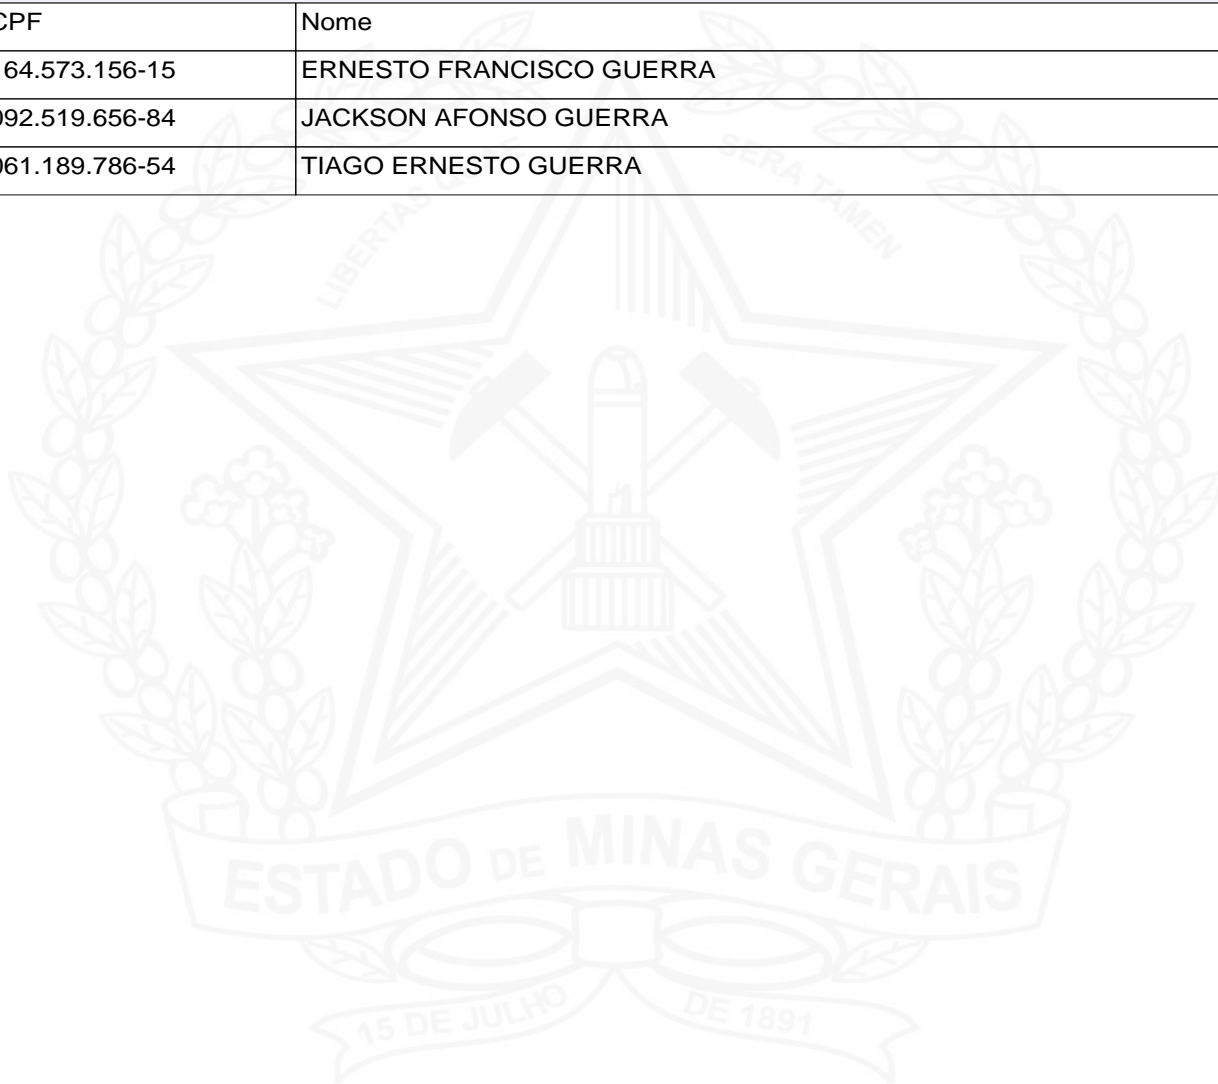 CPF Nome
164.573.156-15 ERNESTO FRANCISCO GUERRA
092.519.656-84 JACKSON AFONSO GUERRA
061.189.786-54 TIAGO ERNESTO GUERRA
LIBERTAS QUAE SERA TAMEN
ESTADO DE MINAS GERAIS
15 DE JULHO DE 1891